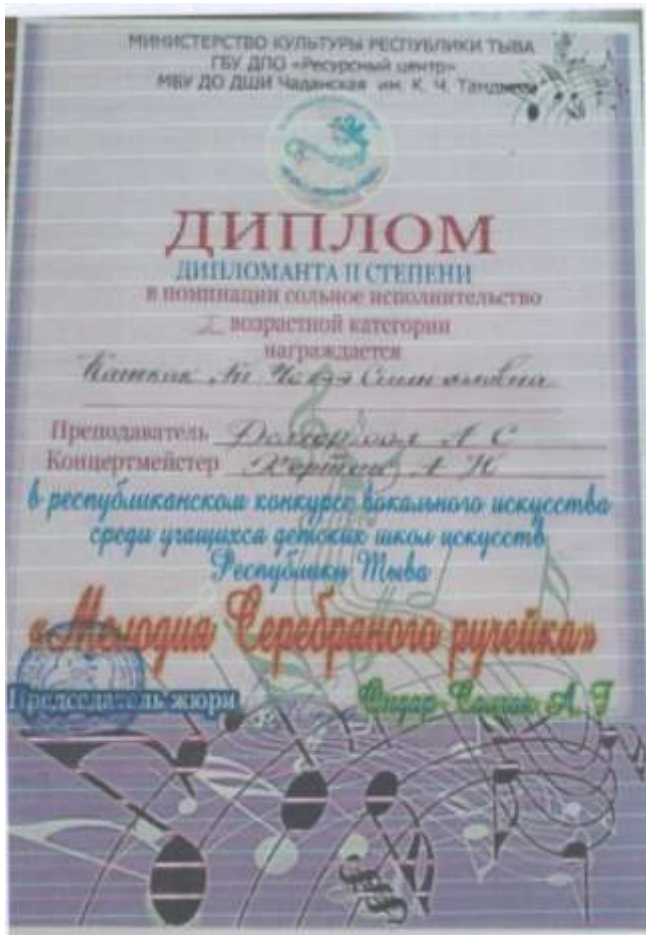 МИНИСТЕРСТВО КУЛЬТУРЫ РЕСПУБЛИКИ ТЫВА
ГБУ ДПО «Ресурсный центр»
МБУ ДО ДШИ Чаданская им. К. Ч. 
ДИПЛОМ
ДИПЛОМАНТА II СТЕПЕНИ
в номинации сольное исполнительство
возрастной категории
награждается
Преподаватель А С
Концертмейстер А
в республиканском конкурсе вокального искусства
среди учащихся детских школ искусств
Республики Тыва
«Мелодия Серебряного ручейка»
Председатель жюри А. Г